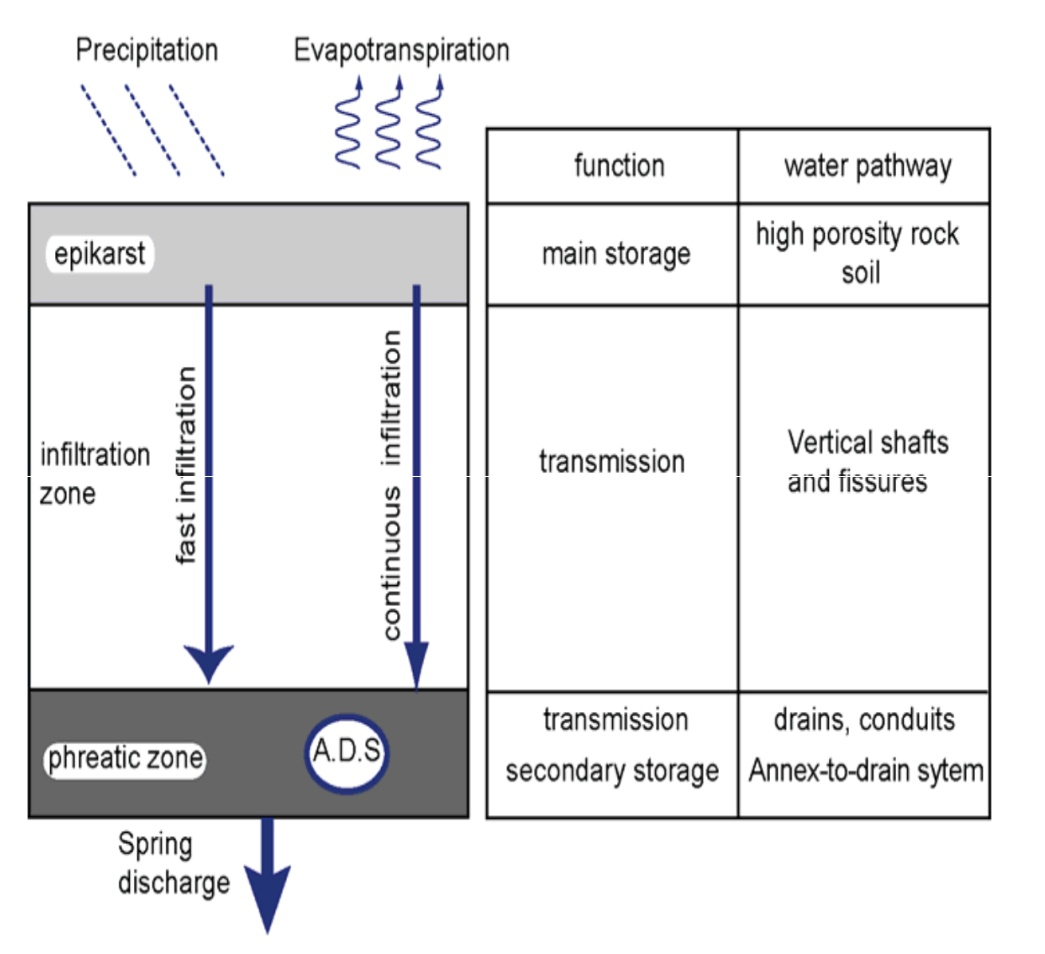 Precipitation
Evapotranspiration
function
water pathway
epikarst
main storage
high porosity rock
soil
infiltration
zone
fast infiltration
continuous infiltration
transmission
Vertical shafts
and fissures
phreatic zone
A.D.S
transmission
drains, conduits
secondary storage
Annex-to-drain sytem
Spring
discharge